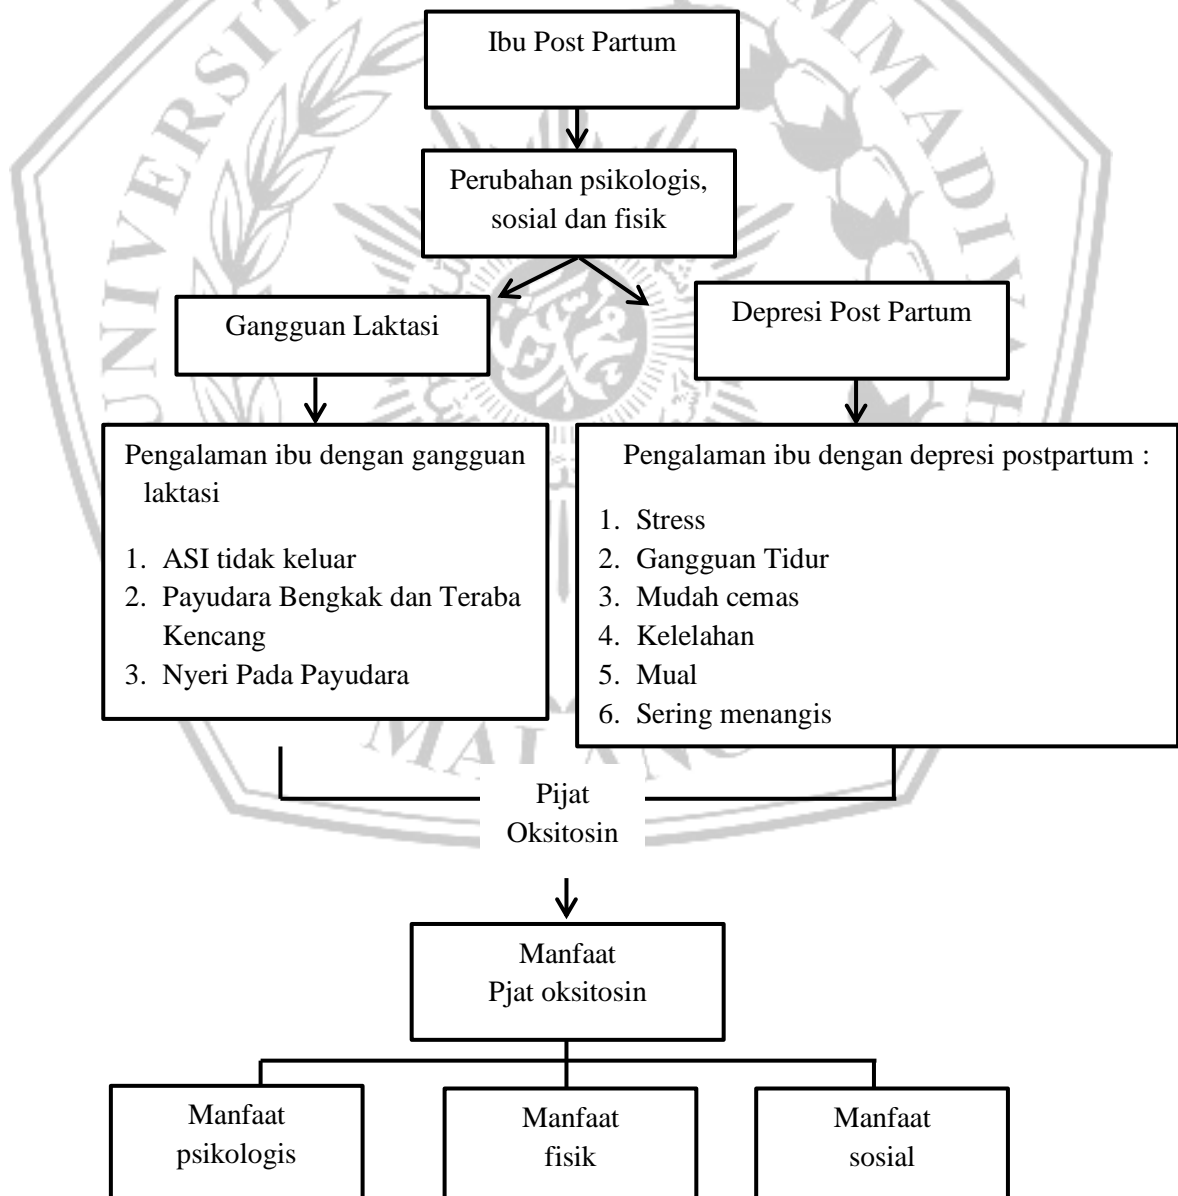 Ibu Post Partum
Perubahan psikologis,
sosial dan fisik
Gangguan Laktasi
Depresi Post Partum
Pengalaman ibu dengan gangguan
laktasi
1. ASI tidak keluar
2. Payudara Bengkak dan Teraba
Kencang
3. Nyeri Pada Payudara
Pengalaman ibu dengan depresi postpartum :
1. Stress
2. Gangguan Tidur
3. Mudah cemas
4. Kelelahan
5. Mual
6. Sering menangis
MALANG
Pijat
Oksitosin
Manfaat
Pjat oksitosin
Manfaat
psikologis
Manfaat
fisik
Manfaat
sosial